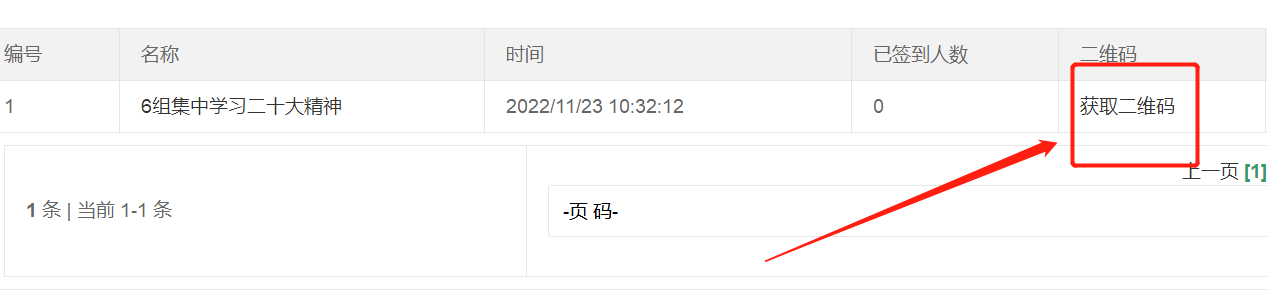 编号 名称 时间 已签到人数 二维码
1 6组集中学习二十大精神 2022/11/23 10:32:12 0 获取二维码
上一页 [1]
1 条 | 当前 1-1 条
-页 码-